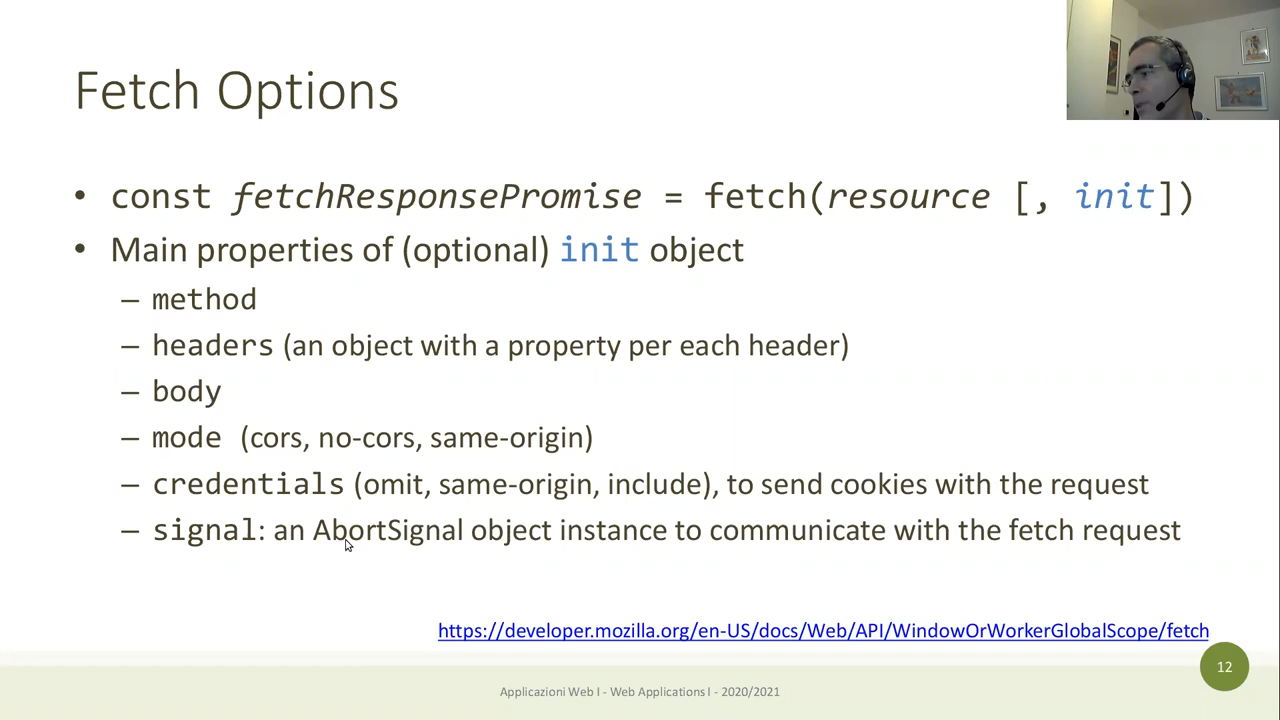 Fetch Options
• const fetchResponsePromise = fetch(resource [, init])
• Main properties of (optional) init object
– method
– headers (an object with a property per each header)
– body
– mode (cors, no-cors, same-origin)
– credentials (omit, same-origin, include), to send cookies with the request
– signal: an AbortSignal object instance to communicate with the fetch request
https://developer.mozilla.org/en-US/docs/Web/API/WindowOrWorkerGlobalScope/fetch
12
Applicazioni Web I - Web Applications I - 2020/2021